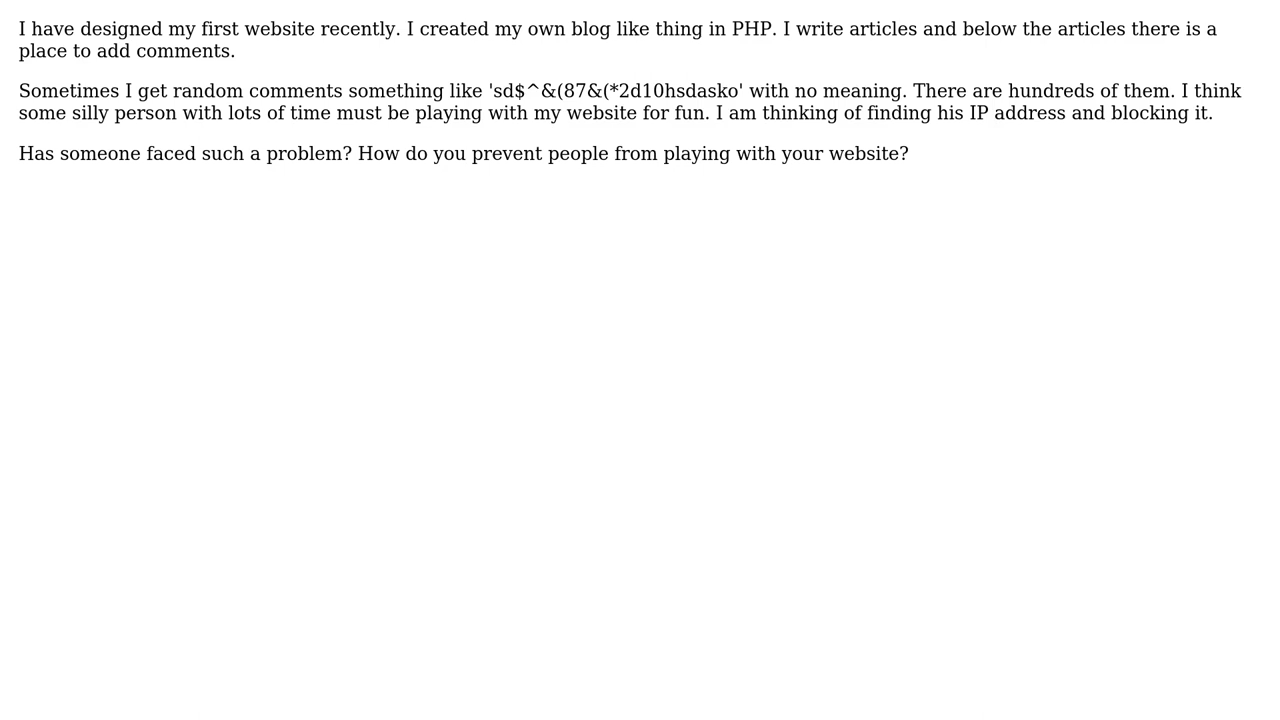 I have designed my first website recently. I created my own blog like thing in PHP. I write articles and below the articles there is a
place to add comments.
Sometimes I get random comments something like 'sd$^&(87&(*2d10hsdasko' with no meaning. There are hundreds of them. I think
some silly person with lots of time must be playing with my website for fun. I am thinking of finding his IP address and blocking it.
Has someone faced such a problem? How do you prevent people from playing with your website?